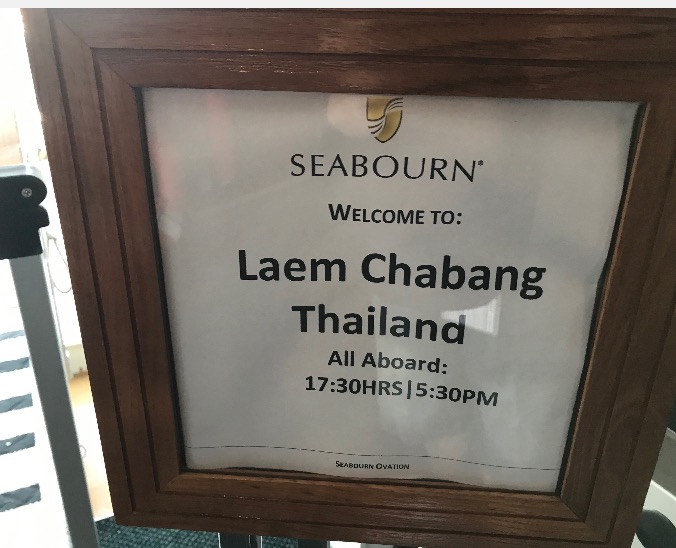 SEABOURN®
WELCOME TO:
Laem Chabang
Thailand
All Aboard:
17:30HRS|5:30PM
SEABOURN OVATION